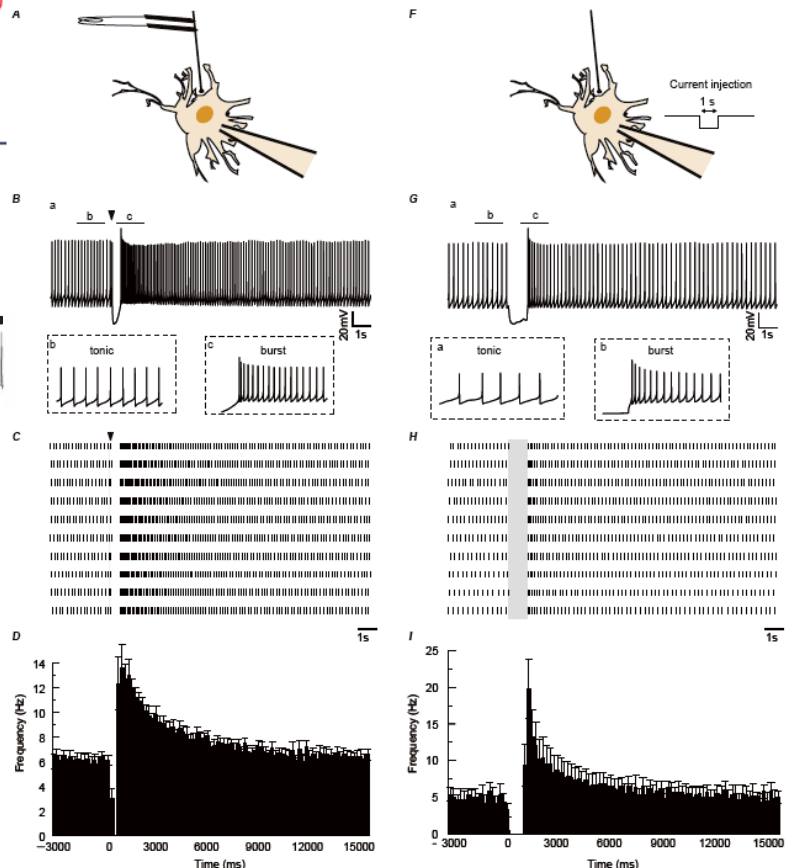 A
F
Current injection
1 s
B
a
b
c
20mV
1s
b
tonic
c
burst
G
a
b
c
20mV
1s
a
tonic
b
burst
C
1s
H
1s
D
Frequency (Hz)
14
12
10
8
6
4
2
0
−3000 0 3000 6000 9000 12000 15000
Time (ms)
I
Frequency (Hz)
25
20
15
10
5
0
- 3000 0 3000 6000 9000 12000 15000
Time (ms)